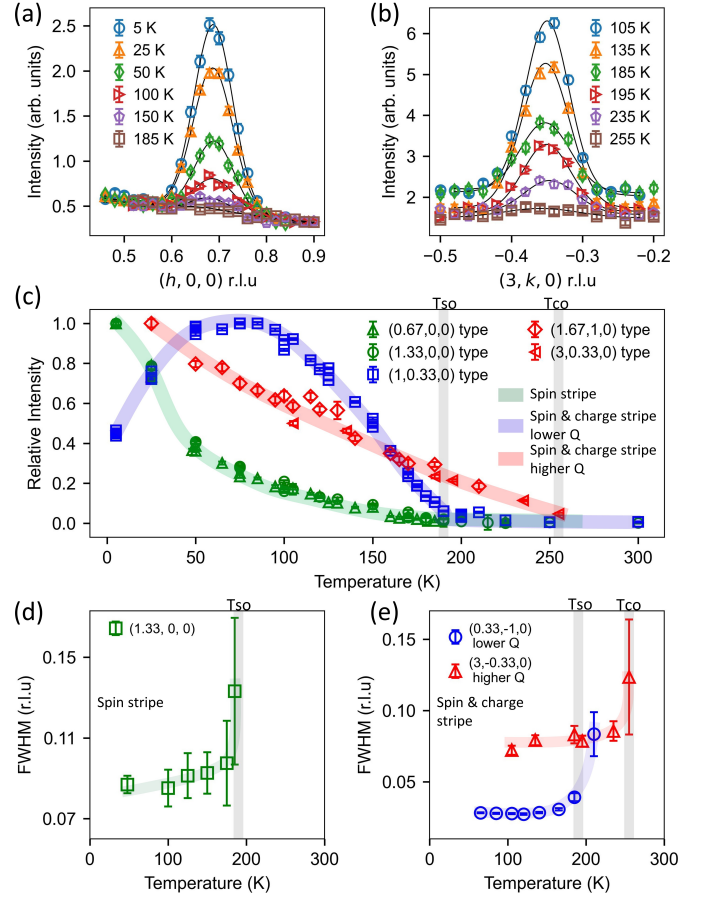 (a)
Intensity (arb. units)
2.5
2.0
1.5
1.0
0.5
5 K
25 K
50 K
100 K
150 K
185 K
0.5 0.6 0.7 0.8 0.9
(h, 0, 0) r.l.u
(b)
Intensity (arb. units)
6
5
4
3
2
105 K
135 K
185 K
195 K
235 K
255 K
−0.5 −0.4 −0.3 −0.2
(3, k, 0) r.l.u
(c)
Tso Tco
Relative Intensity
1.0
0.8
0.6
0.4
0.2
0.0
(0.67,0,0) type
(1.33,0,0) type
(1,0.33,0) type
(1.67,1,0) type
(3,0.33,0) type
Spin stripe
Spin & charge stripe
lower Q
Spin & charge stripe
higher Q
0 50 100 150 200 250 300
Temperature (K)
(d)
Tso
FWHM (r.l.u)
0.15
0.11
0.07
(1.33, 0, 0)
Spin stripe
0 100 200 300
Temperature (K)
(e)
Tso Tco
FWHM (r.l.u)
0.15
0.10
0.05
(0.33,-1,0)
lower Q
(3,-0.33,0)
higher Q
Spin & charge
stripe
0 100 200 300
Temperature (K)